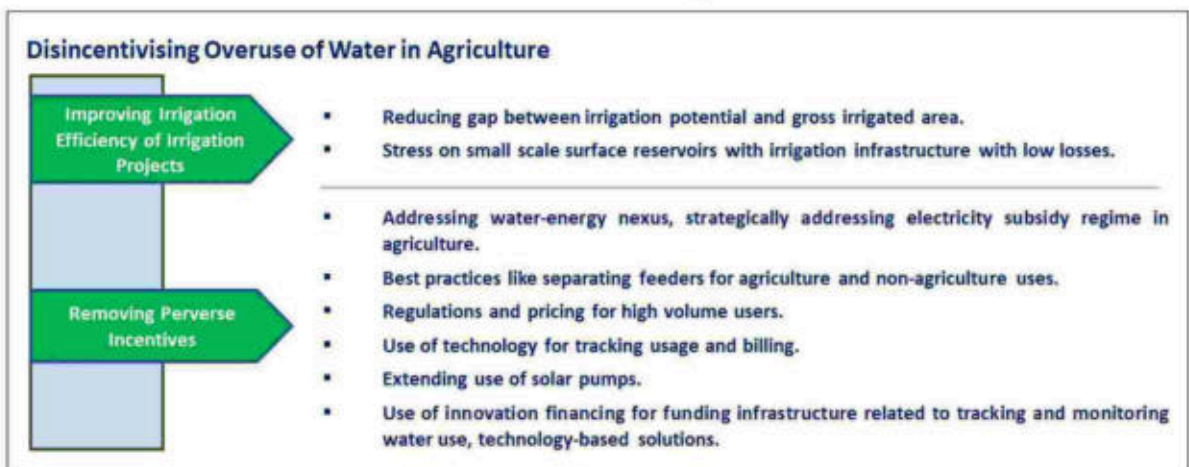 Disincentivising Overuse of Water in Agriculture
Improving Irrigation
Efficiency of Irrigation
Projects
▪ Reducing gap between irrigation potential and gross irrigated area.
▪ Stress on small scale surface reservoirs with irrigation infrastructure with low losses.
Removing Perverse
Incentives
▪ Addressing water-energy nexus, strategically addressing electricity subsidy regime in
agriculture.
▪ Best practices like separating feeders for agriculture and non-agriculture uses.
▪ Regulations and pricing for high volume users.
▪ Use of technology for tracking usage and billing.
▪ Extending use of solar pumps.
▪ Use of innovation financing for funding infrastructure related to tracking and monitoring
water use, technology-based solutions.